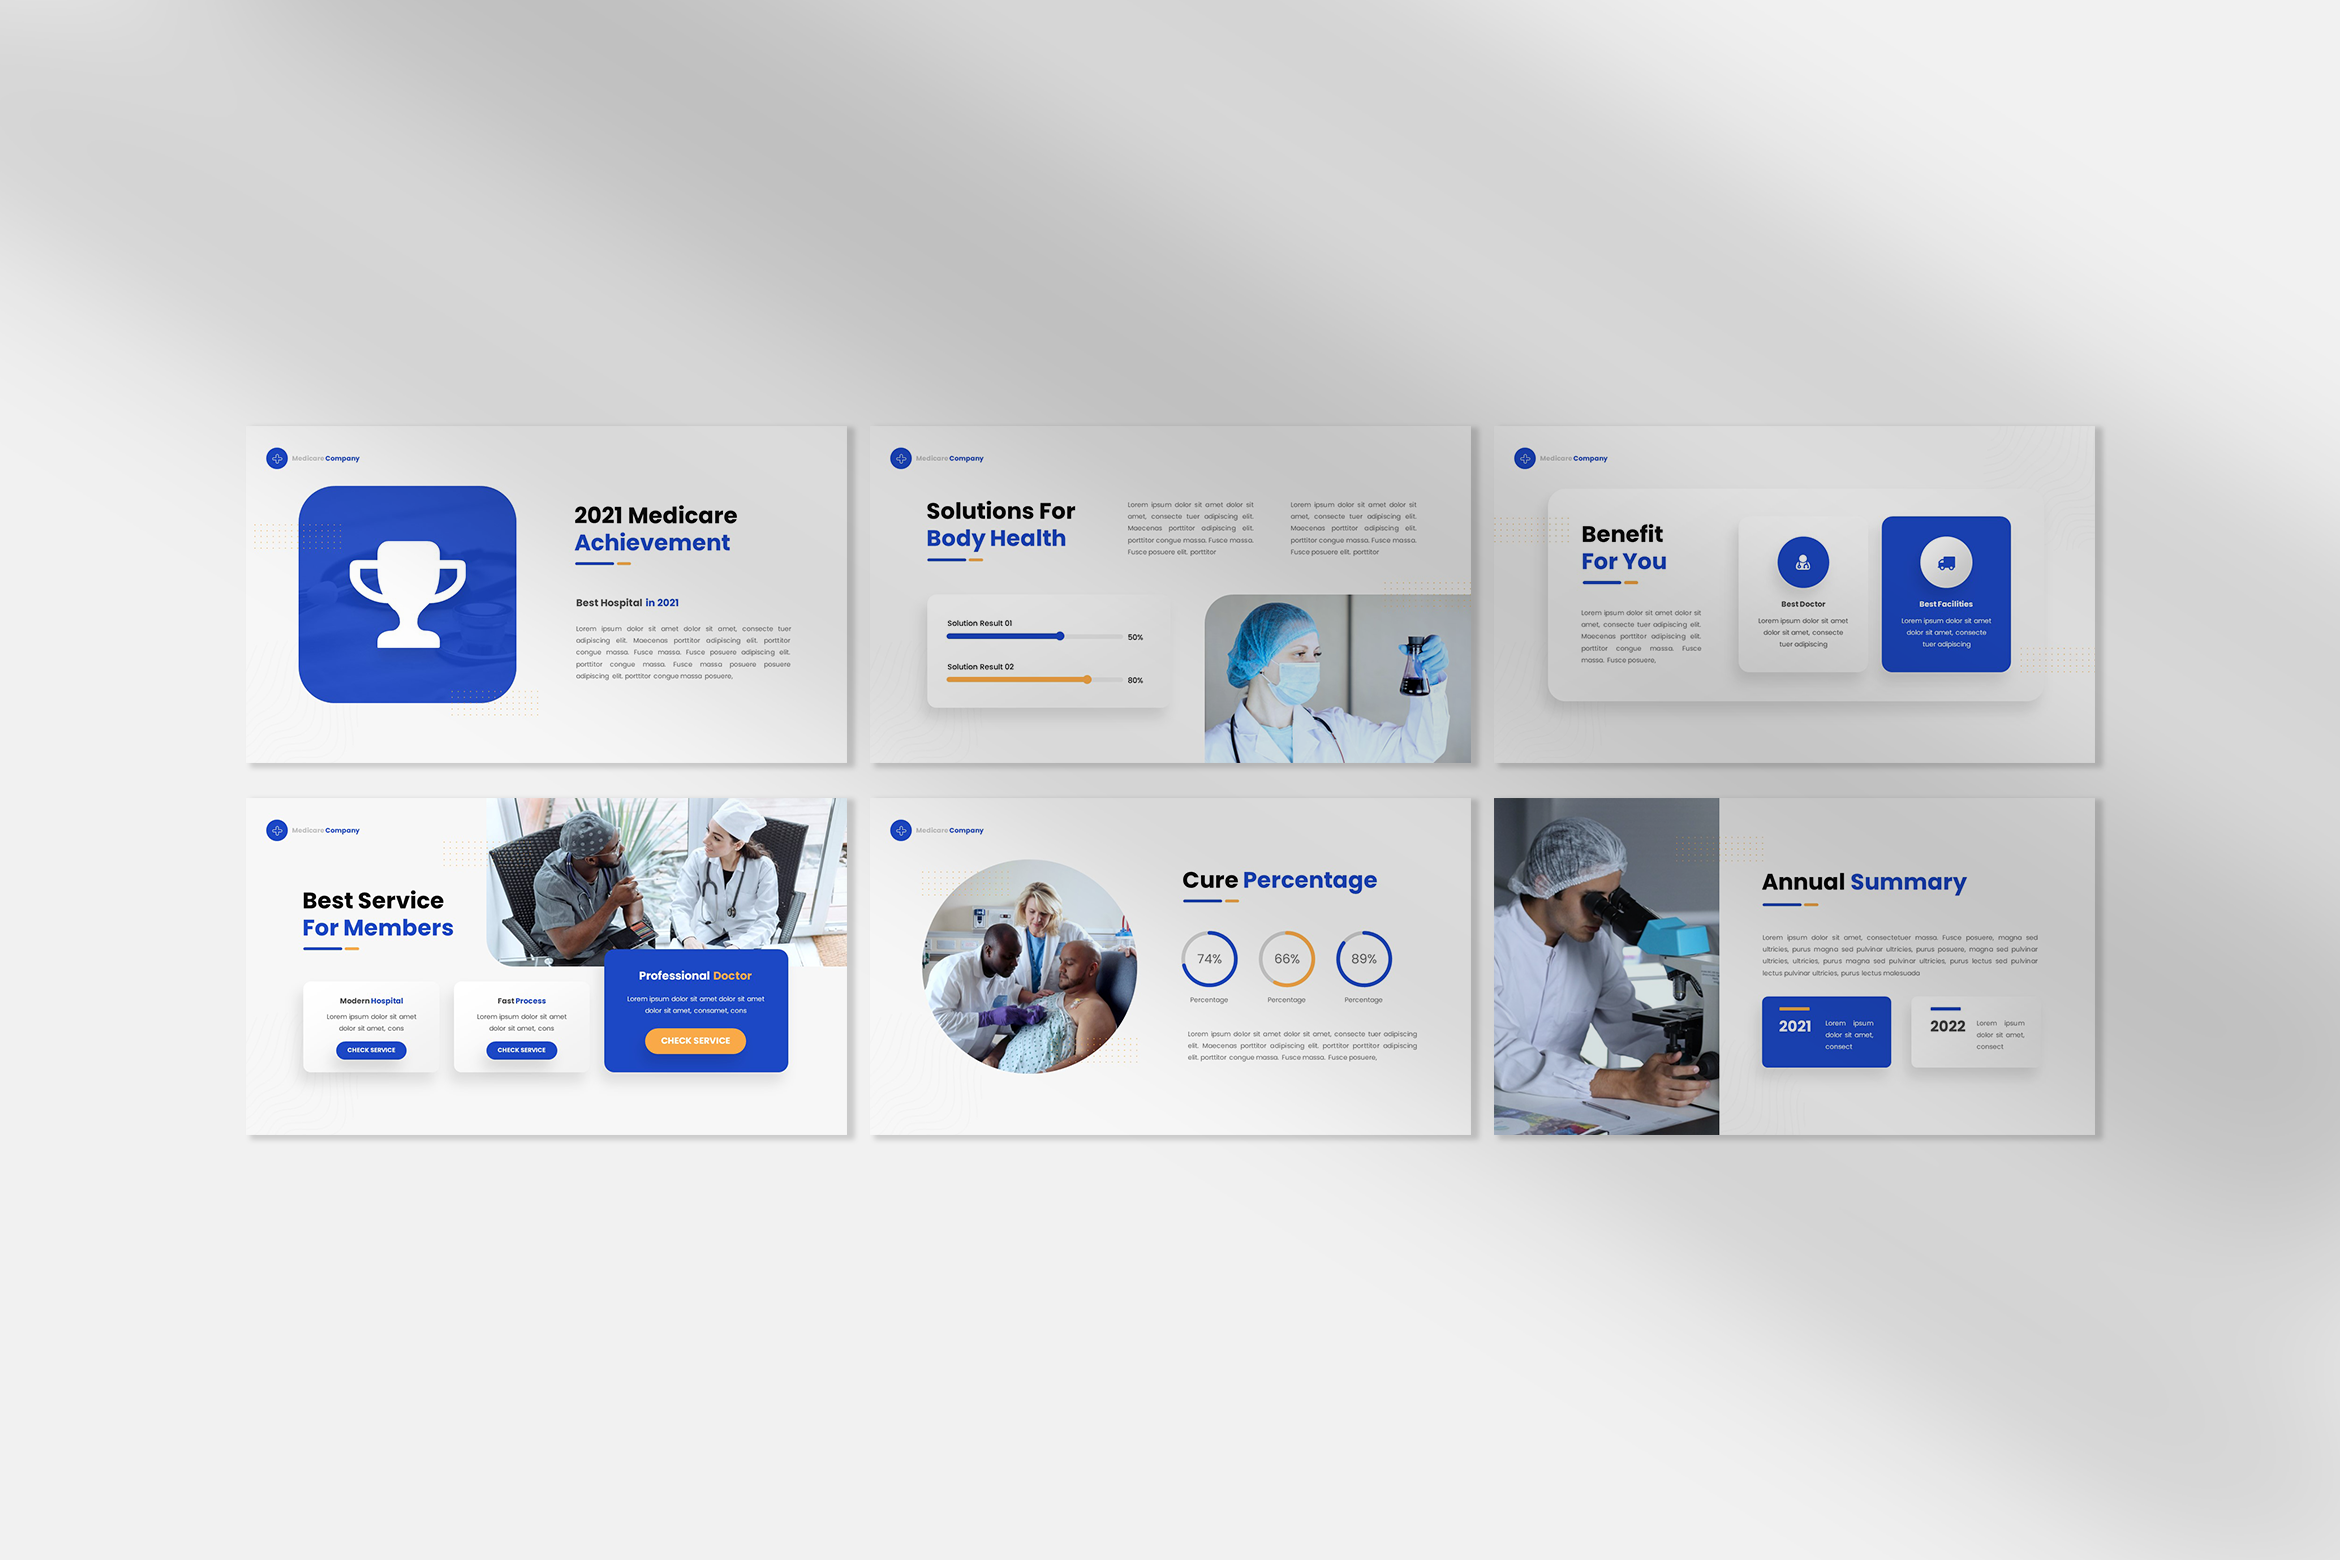 Medicare Company
2021 Medicare
Achievement
Best Hospital in 2021
Lorem ipsum dolor sit amet dolor sit amet, consecte tuer
adipiscing elit. Maecenas porttitor adipiscing elit. porttitor
congue massa. Fusce massa. Fusce posuere adipiscing elit.
porttitor congue massa. Fusce massa posuere posuere
adipiscing elit. porttitor congue massa posuere,
Medicare Company
Solutions For
Body Health
Lorem ipsum dolor sit amet dolor sit
amet, consecte tuer adipiscing elit.
Maecenas porttitor adipiscing elit.
porttitor congue massa. Fusce massa.
Fusce posuere elit. porttitor
Lorem ipsum dolor sit amet dolor sit
amet, consecte tuer adipiscing elit.
Maecenas porttitor adipiscing elit.
porttitor congue massa. Fusce massa.
Fusce posuere elit. porttitor
Solution Result 01
50%
Solution Result 02
80%
Medicare Company
Benefit
For You
Lorem ipsum dolor sit amet dolor sit
amet, consecte tuer adipiscing elit.
Maecenas porttitor adipiscing elit.
porttitor congue massa. Fusce
massa. Fusce posuere,
Best Doctor
Lorem ipsum dolor sit amet
dolor sit amet, consecte
tuer adipiscing
Best Facilities
Lorem ipsum dolor sit amet
dolor sit amet, consecte
tuer adipiscing
Medicare Company
Best Service
For Members
Modern Hospital
Lorem ipsum dolor sit amet
dolor sit amet, cons
CHECK SERVICE
Fast Process
Lorem ipsum dolor sit amet
dolor sit amet, cons
CHECK SERVICE
Professional Doctor
Lorem ipsum dolor sit amet dolor sit amet
dolor sit amet, consamet, cons
CHECK SERVICE
Medicare Company
Cure Percentage
74%
Percentage
66%
Percentage
89%
Percentage
Lorem ipsum dolor sit amet dolor sit amet, consecte tuer adipiscing
elit. Maecenas porttitor adipiscing elit. porttitor porttitor adipiscing
elit. porttitor congue massa. Fusce massa. Fusce posuere,
Annual Summary
Lorem ipsum dolor sit amet, consectetuer massa. Fusce posuere, magna sed
ultricies, purus magna sed pulvinar ultricies, purus posuere, magna sed pulvinar
ultricies, ultricies, purus magna sed pulvinar ultricies, purus lectus sed pulvinar
lectus pulvinar ultricies, purus lectus malesuada
2021
Lorem ipsum
dolor sit amet,
consect
2022
Lorem ipsum
dolor sit amet,
consect